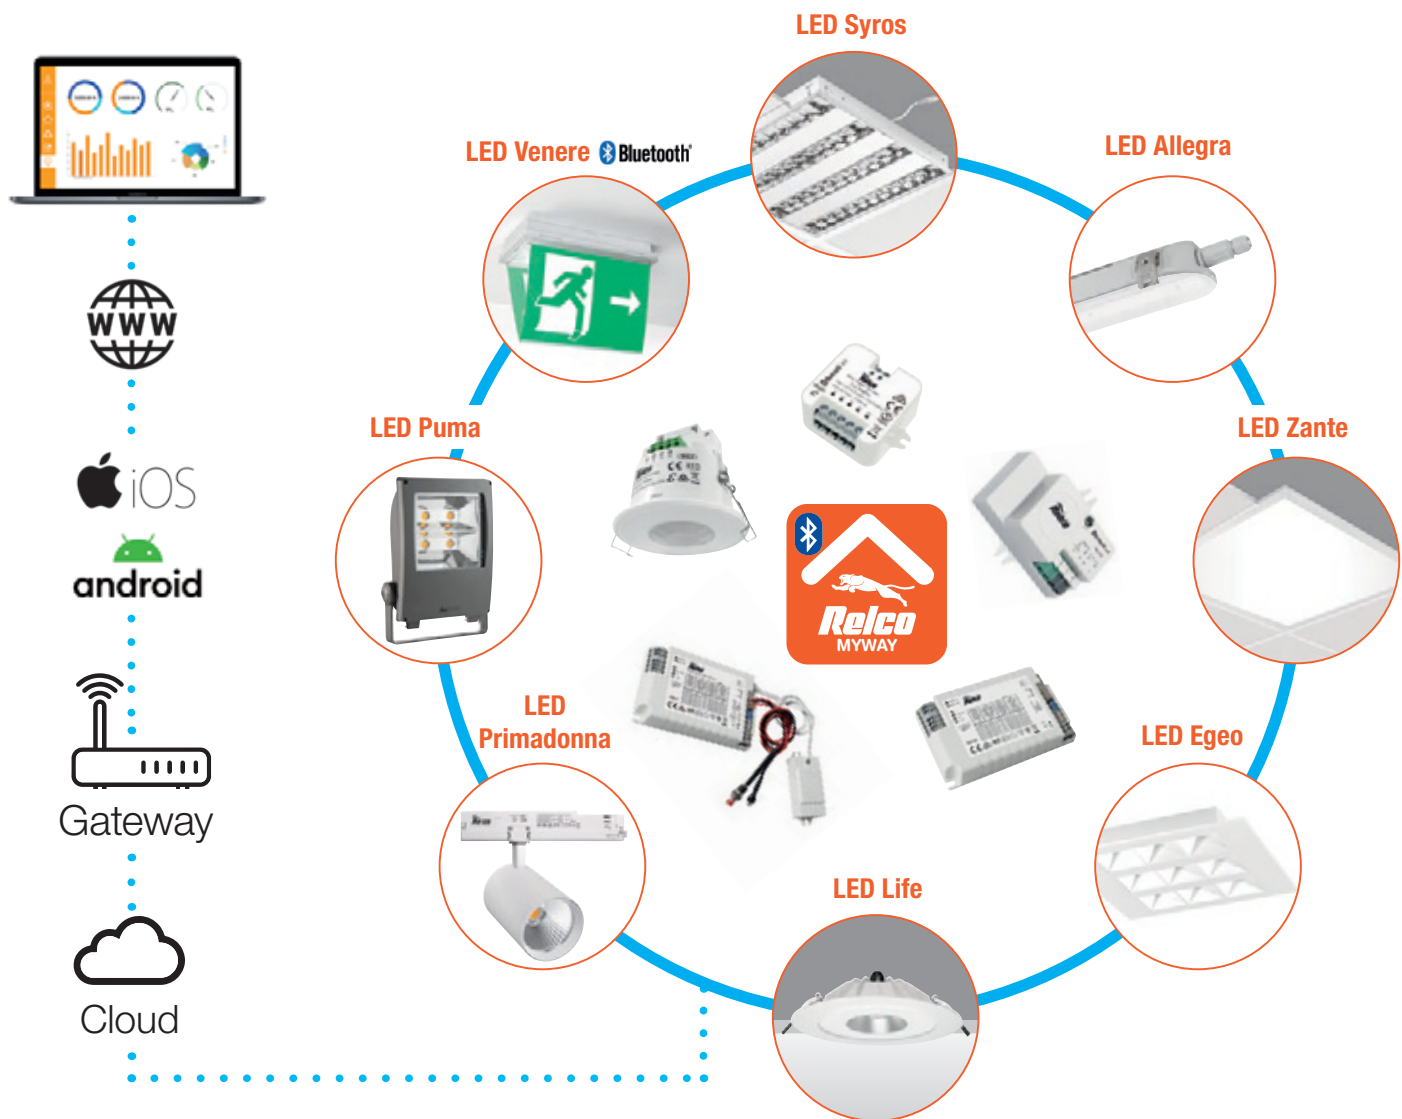 LED Syros
LED Venere Bluetooth®
LED Allegra
WWW
LED Puma
LED Zante
iOS
android
Relco
MYWAY
LED
Primadonna
LED Egeo
Gateway
LED Life
Cloud